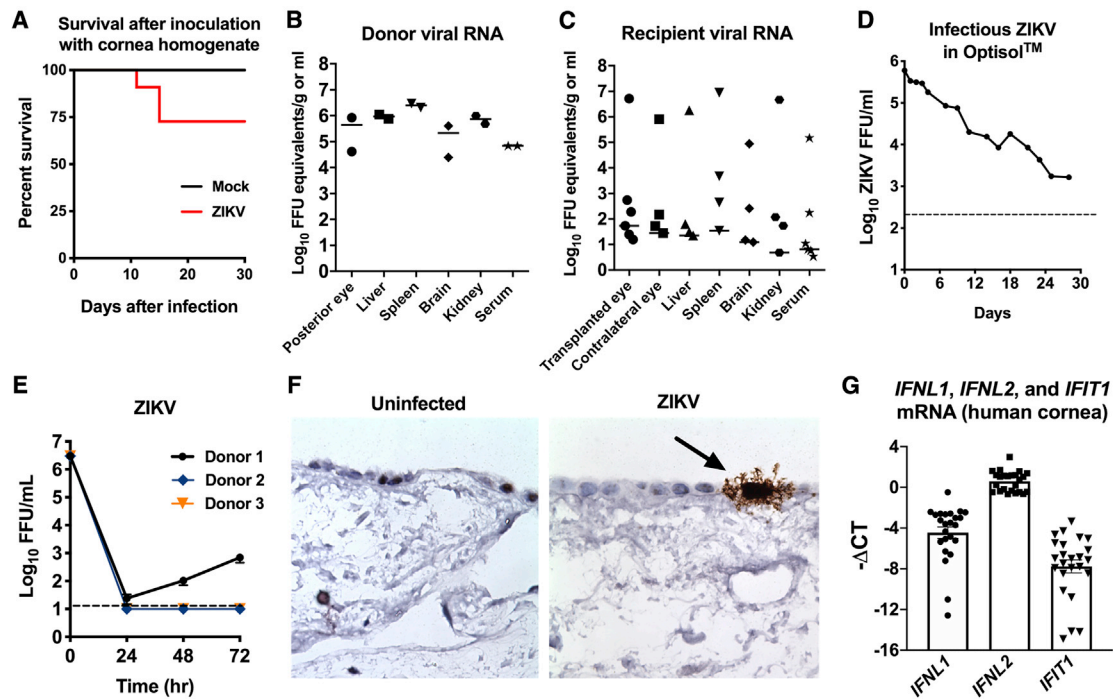 A
Survival after inoculation
with cornea homogenate
100
75
50
25
0
Percent survival
Mock
ZIKV
0 10 20 30
Days after infection
B
Donor viral RNA
8
7
6
5
4
3
2
1
0
Log10 FFU equivalents/g or ml
Posterior eye
Liver
Spleen
Brain
Kidney
Serum
C
Recipient viral RNA
8
7
6
5
4
3
2
1
0
Log10 FFU equivalents/g or ml
Transplanted eye
Contralateral eye
Liver
Spleen
Brain
Kidney
Serum
D
Infectious ZIKV
in Optisol™
6
5
4
3
2
1
Log10 ZIKV FFU/ml
0 6 12 18 24 30
Days
E
ZIKV
7
6
5
4
3
2
1
0
Log10 FFU/mL
Donor 1
Donor 2
Donor 3
0 24 48 72
Time (hr)
F
Uninfected
ZIKV
G
IFNL1, IFNL2, and IFIT1
mRNA (human cornea)
4
0
-4
-8
-12
-16
-ΔCT
IFNL1
IFNL2
IFIT1